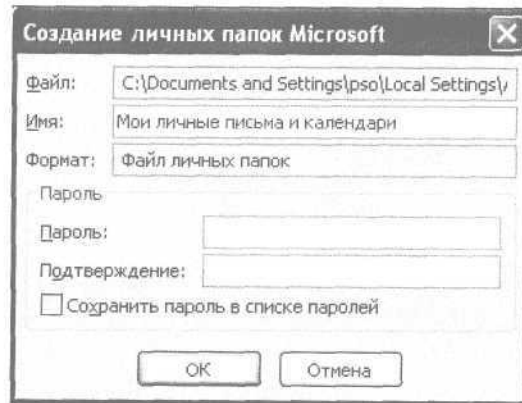 Создание личных папок Microsoft
Файл: C:\Documents and Settings\pso\Local Settings\
Имя: Мои личные письма и календари
Формат: Файл личных папок
Пароль
Пароль:
Подтверждение:
Сохранить пароль в списке паролей
ОК Отмена